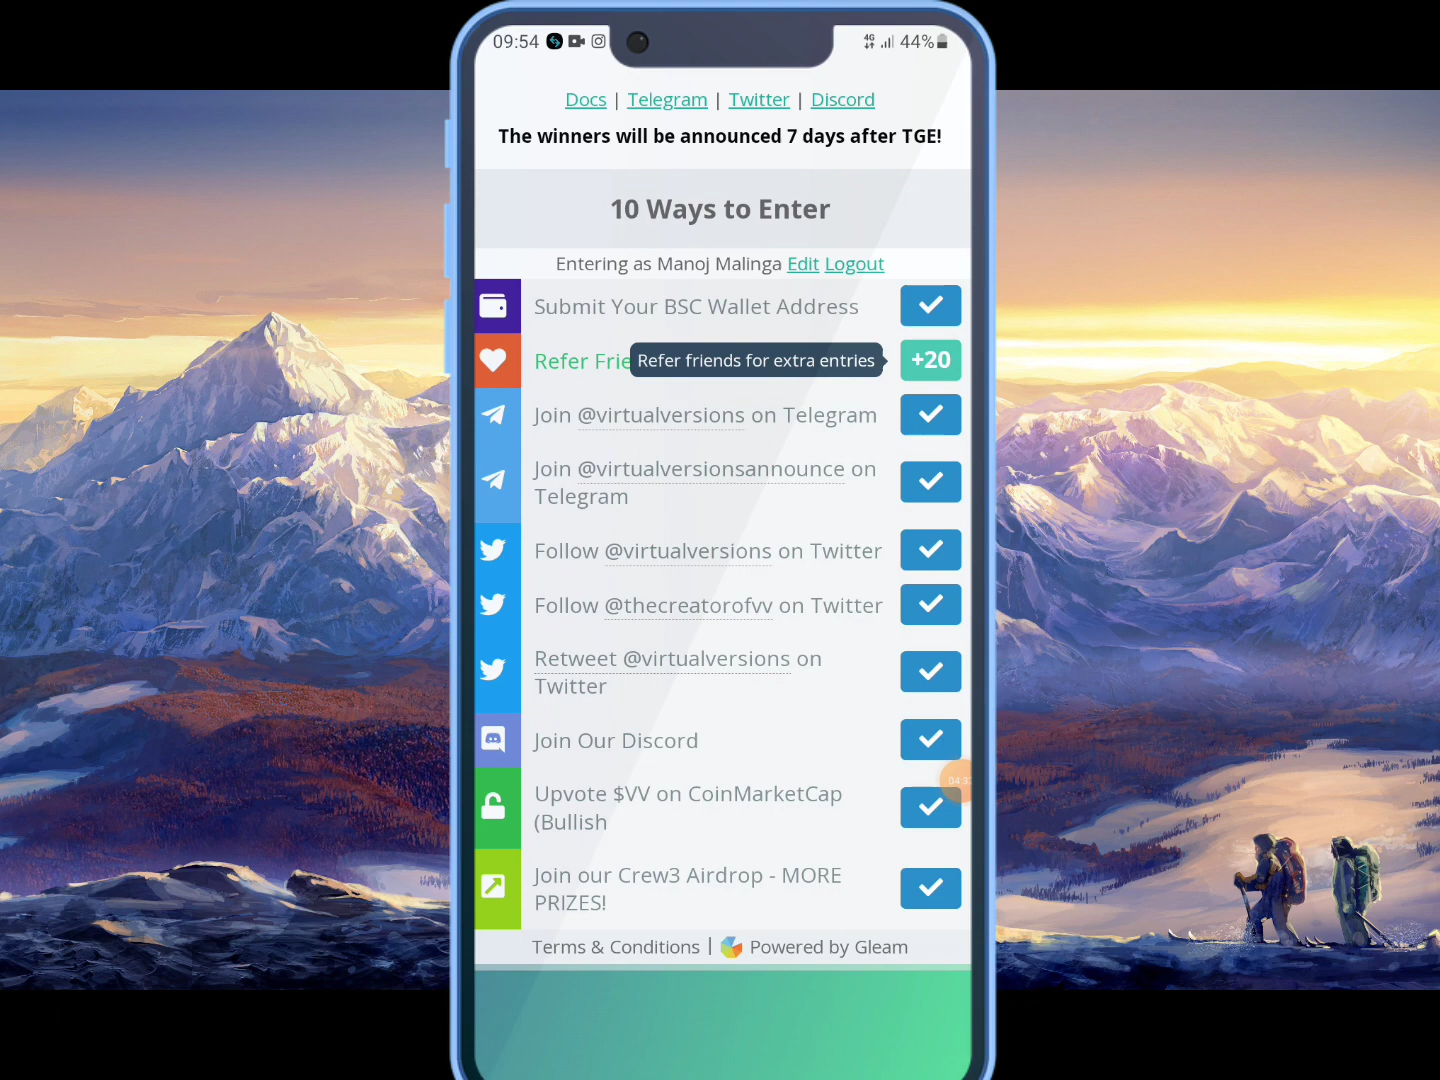 09:54 4G 44%
Docs | Telegram | Twitter | Discord
The winners will be announced 7 days after TGE!
10 Ways to Enter
Entering as Manoj Malinga Edit Logout
Submit Your BSC Wallet Address
Refer Frie Refer friends for extra entries +20
Join @virtualversions on Telegram
Join @virtualversionsannounce on
Telegram
Follow @virtualversions on Twitter
Follow @thecreatorofvv on Twitter
Retweet @virtualversions on
Twitter
Join Our Discord
Upvote $VV on CoinMarketCap
(Bullish
Join our Crew3 Airdrop - MORE
PRIZES!
Terms & Conditions | Powered by Gleam